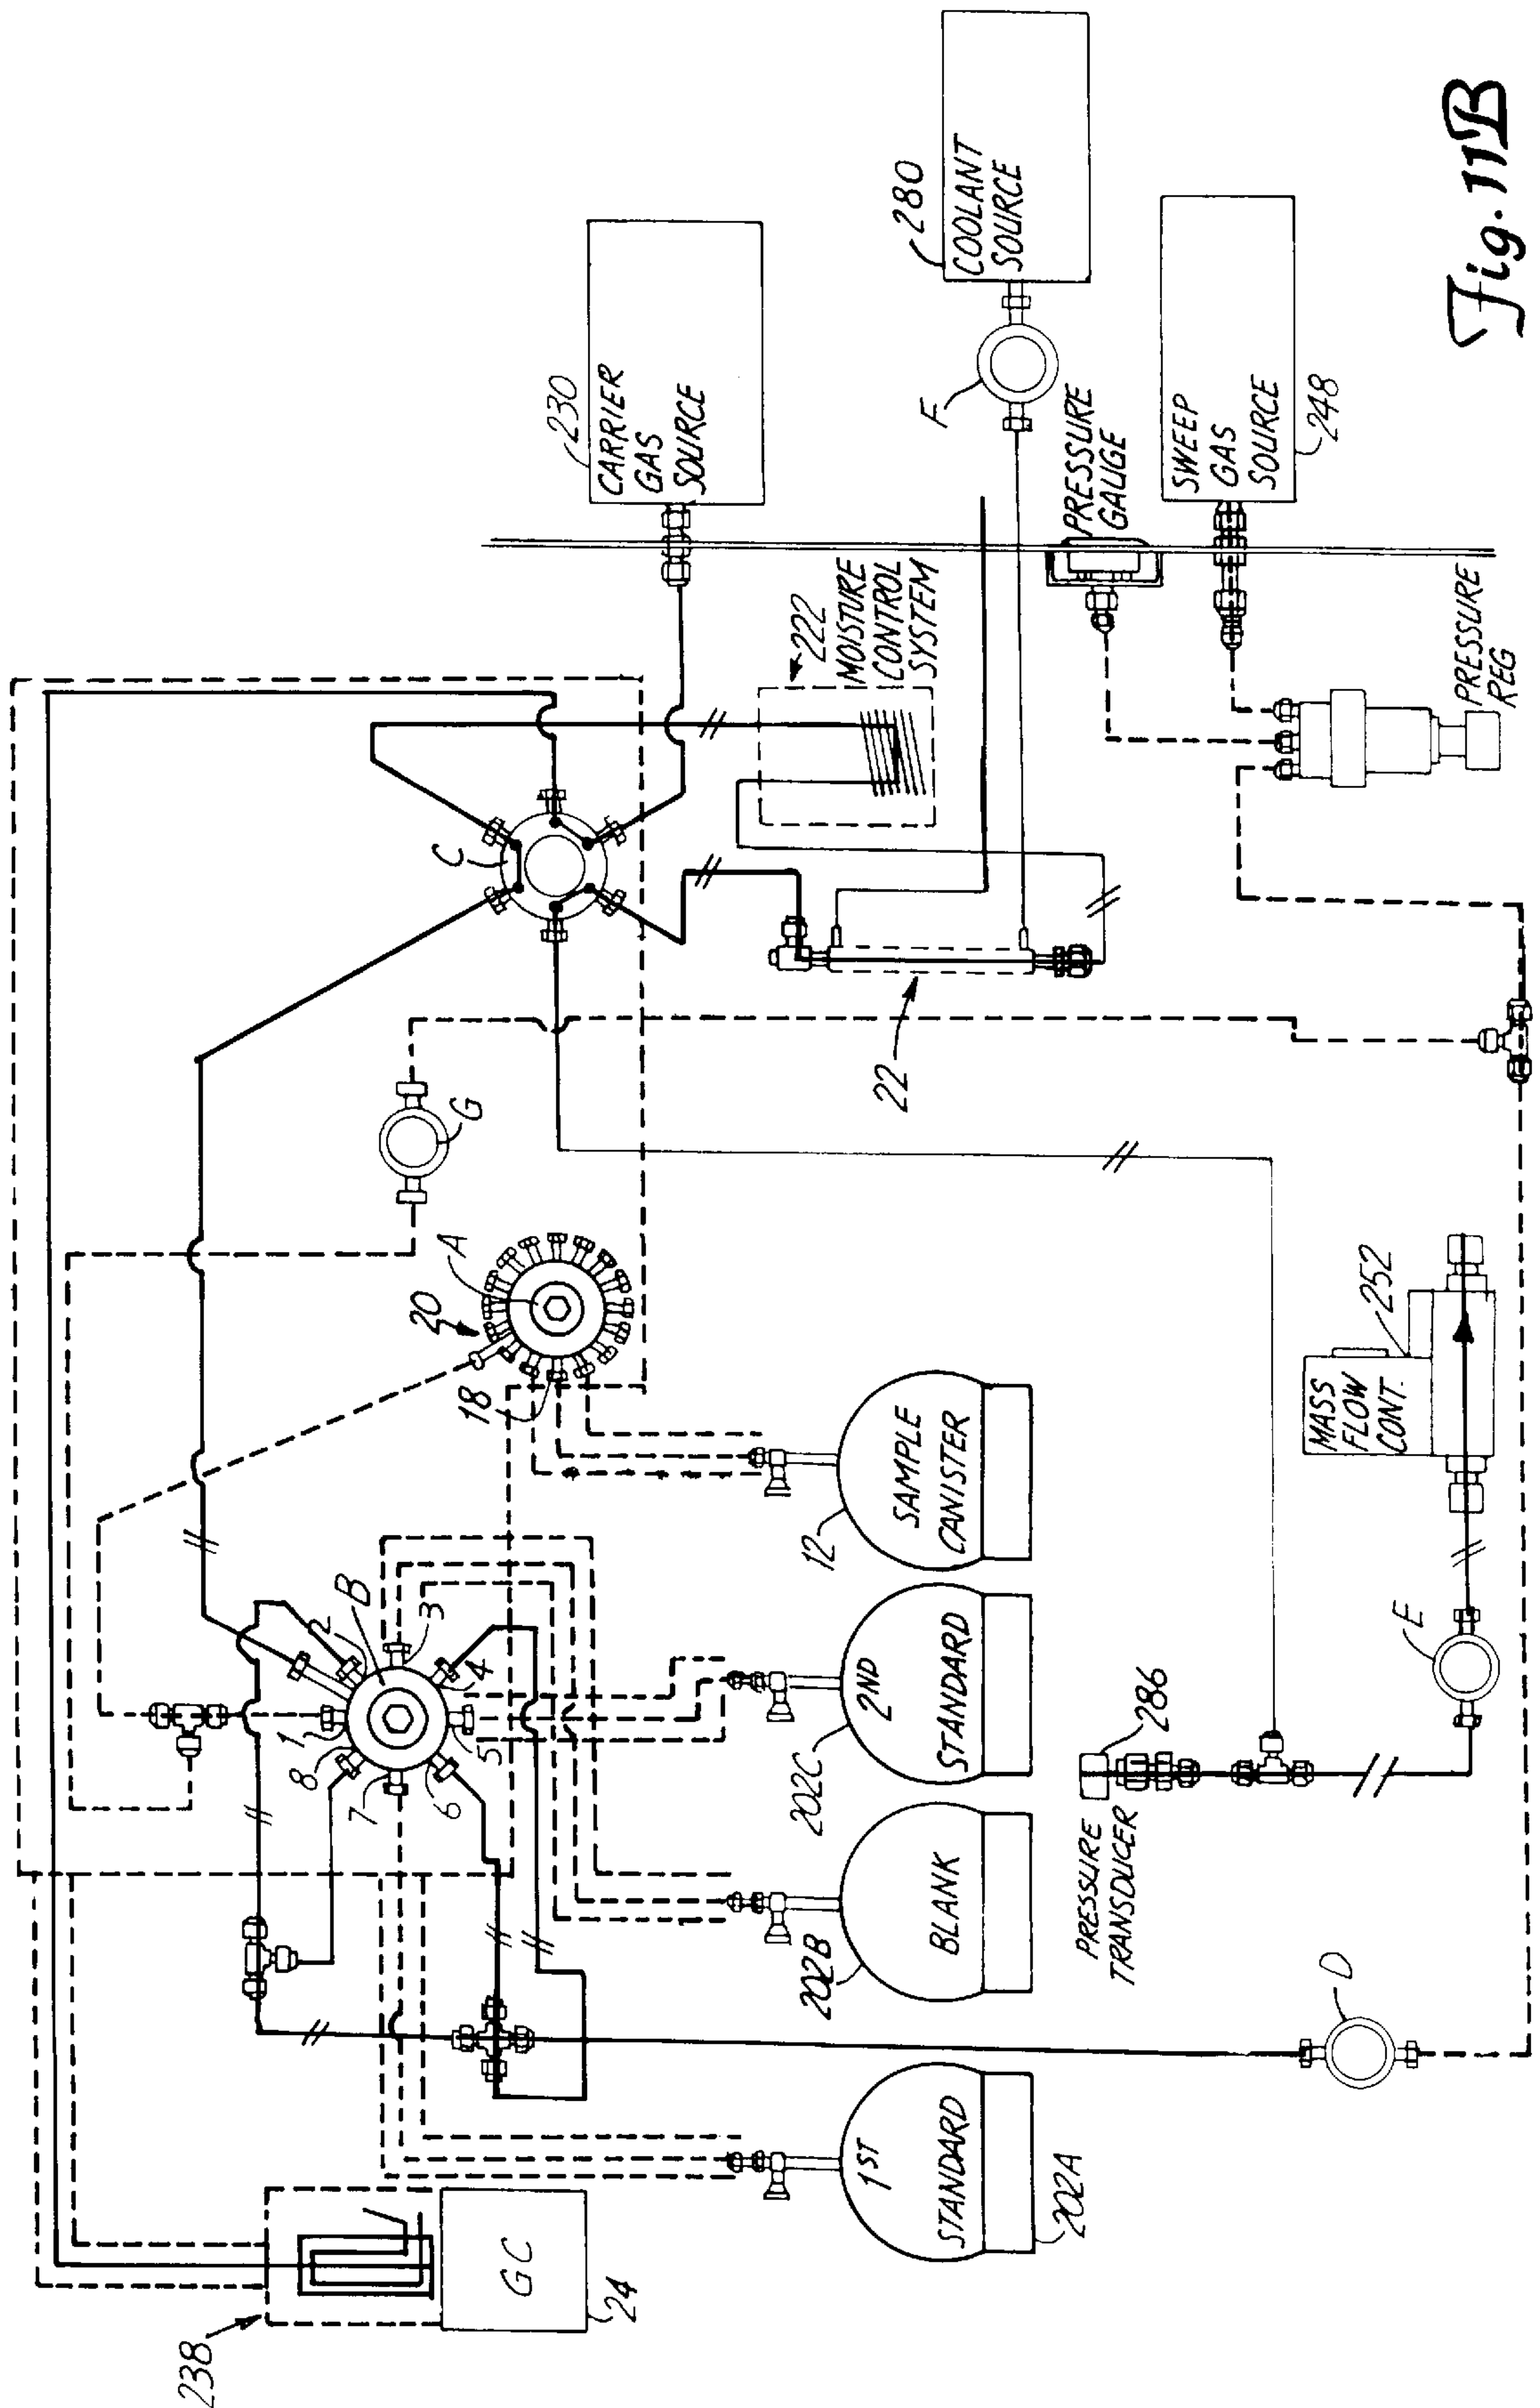 238
GC
24
1ST
STANDARD
202A
BLANK
202B
2ND
STANDARD
202C
SAMPLE
CANISTER
12
1
2
B
3
4
5
6
7
8
18
20
A
G
C
22
222
MOISTURE
CONTROL
SYSTEM
230
CARRIER
GAS
SOURCE
280
COOLANT
SOURCE
F
PRESSURE
GAUGE
SWEEP
GAS
SOURCE
248
PRESSURE
REG
PRESSURE
TRANSDUCER
286
MASS
FLOW
CONT.
252
E
D
Fig. 11B